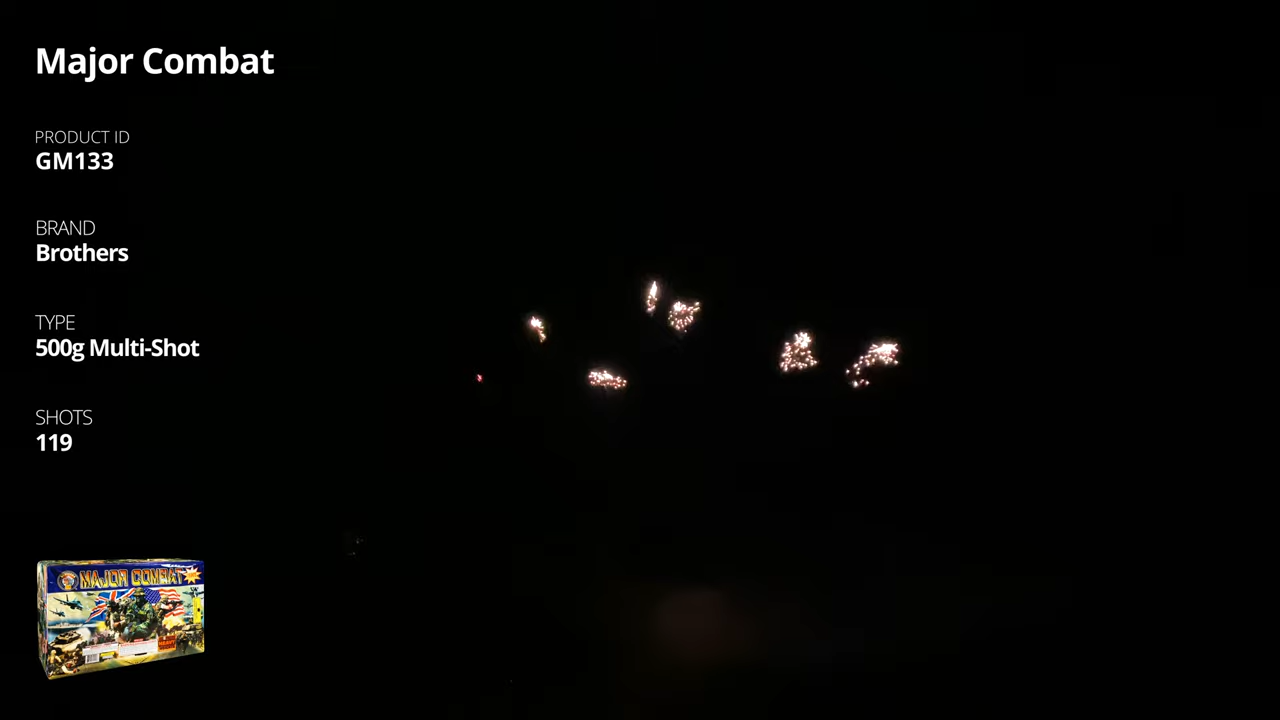 Major Combat
PRODUCT ID
GM133
BRAND
Brothers
TYPE
500g Multi-Shot
SHOTS
119
MAJOR COMBAT